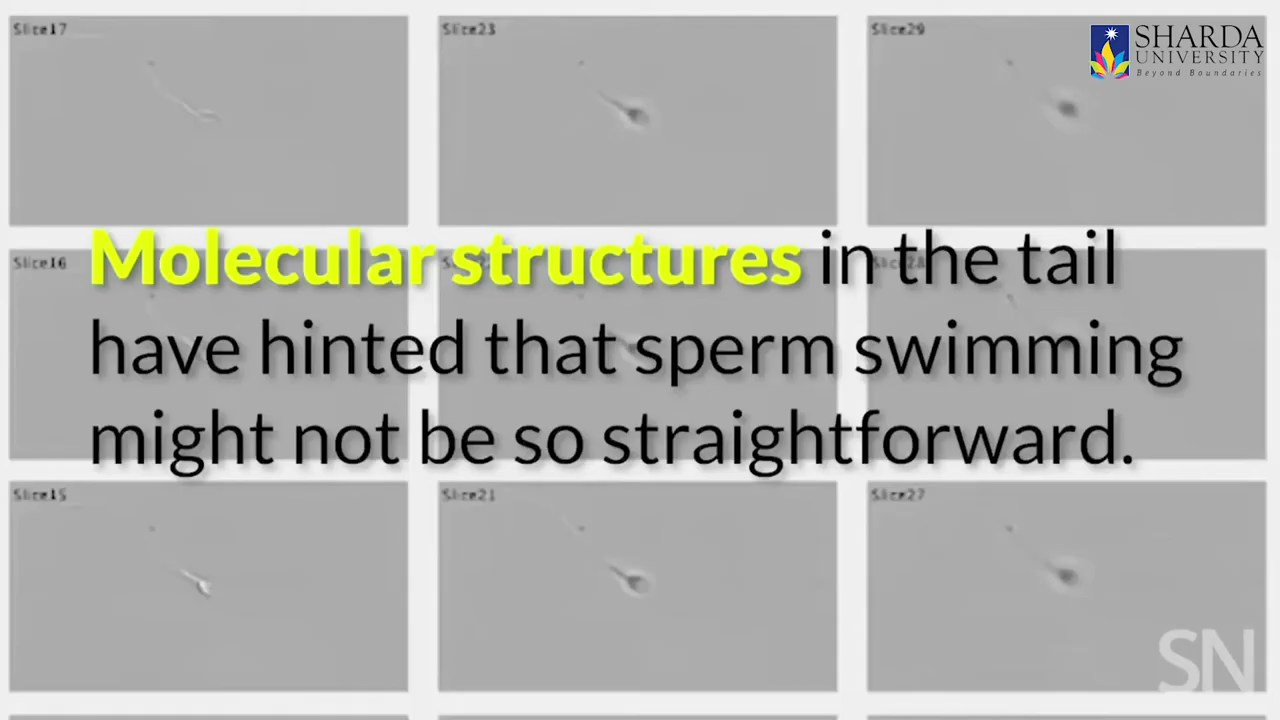 Slice17
Slice23
Slice29
SHARDA
UNIVERSITY
Beyond Boundaries
Molecular structures in the tail
Slice16
Slice28
have hinted that sperm swimming
might not be so straightforward.
Slice15
Slice21
Slice27
SN